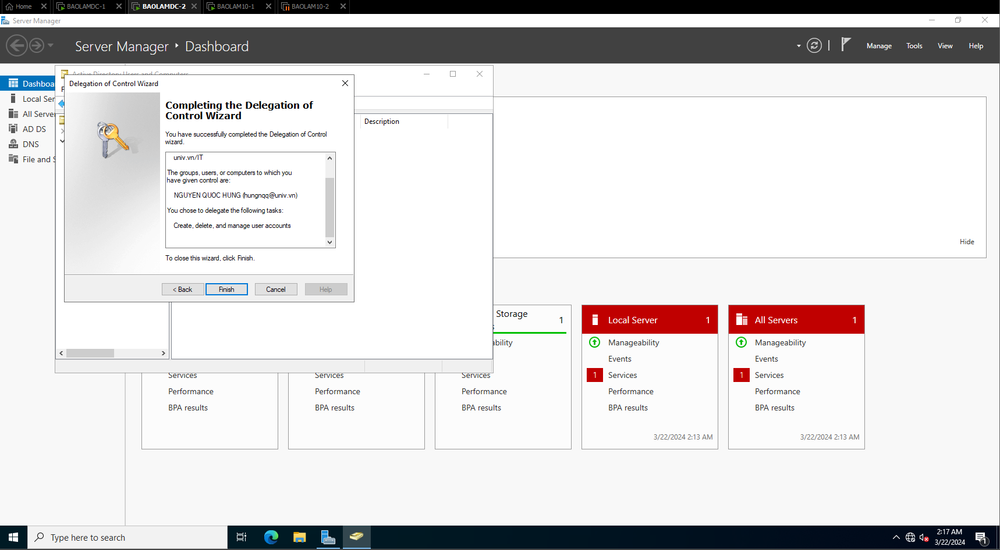 Home
BAOLAMDC-1
BAOLAMDC-2
BAOLAM10-1
BAOLAM10-2
Server Manager
Server Manager
Dashboard
Manage
Tools
View
Help
Dashboa
Local Ser
All Serve
AD DS
DNS
File and S
Active Directory Users and Computers
Description
Delegation of Control Wizard
Completing the Delegation of
Control Wizard
You have successfully completed the Delegation of Control
wizard.
univ.vn/IT
The groups, users, or computers to which you
have given control are:
NGUYEN QUOC HUNG (hungnqq@univ.vn)
You chose to delegate the following tasks:
Create, delete, and manage user accounts
To close this wizard, click Finish.
< Back
Finish
Cancel
Help
Hide
Services
Performance
BPA results
Services
Performance
BPA results
Storage
1
s
ability
Services
Performance
BPA results
Local Server
1
Manageability
Events
1
Services
Performance
BPA results
3/22/2024 2:13 AM
All Servers
1
Manageability
Events
1
Services
Performance
BPA results
3/22/2024 2:13 AM
Type here to search
2:17 AM
3/22/2024
1